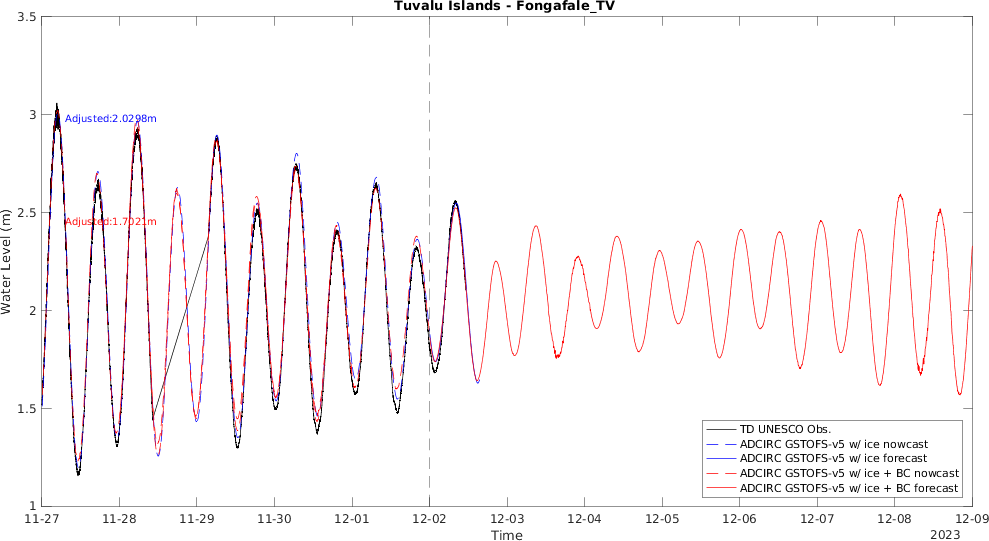 Tuvalu Islands - Fongafale_TV
3.5
3
2.5
2
1.5
1
Water Level (m)
Adjusted:2.0298m
Adjusted:1.7021m
TD UNESCO Obs.
ADCIRC GSTOFS-v5 w/ ice nowcast
ADCIRC GSTOFS-v5 w/ ice forecast
ADCIRC GSTOFS-v5 w/ ice + BC nowcast
ADCIRC GSTOFS-v5 w/ ice + BC forecast
11-27 11-28 11-29 11-30 12-01 12-02 12-03 12-04 12-05 12-06 12-07 12-08 12-09
Time
2023